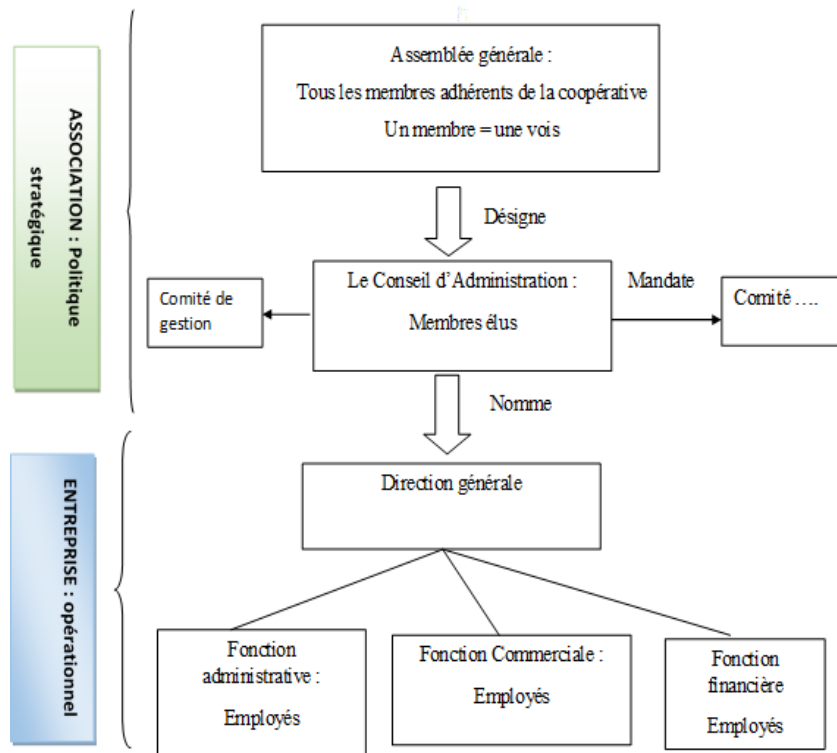 ASSOCIATION : Politique
stratégique
Assemblée générale :
Tous les membres adhérents de la coopérative
Un membre = une vois
Désigne
Comité de
gestion
Le Conseil d'Administration :
Membres élus
Mandate
Comité ….
Nomme
ENTREPRISE : opérationnel
Direction générale
Fonction
administrative :
Employés
Fonction Commerciale :
Employés
Fonction
financière
Employés